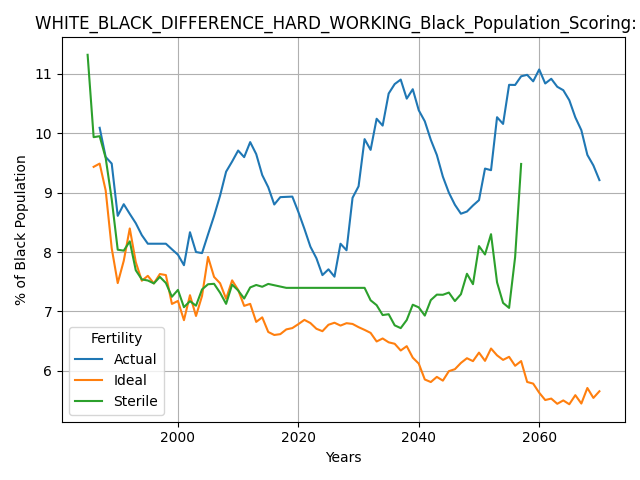 WHITE_BLACK_DIFFERENCE_HARD_WORKING_Black_Population_Scoring:
% of Black Population
11
10
9
8
7
6
Fertility
Actual
Ideal
Sterile
2000 2020 2040 2060
Years